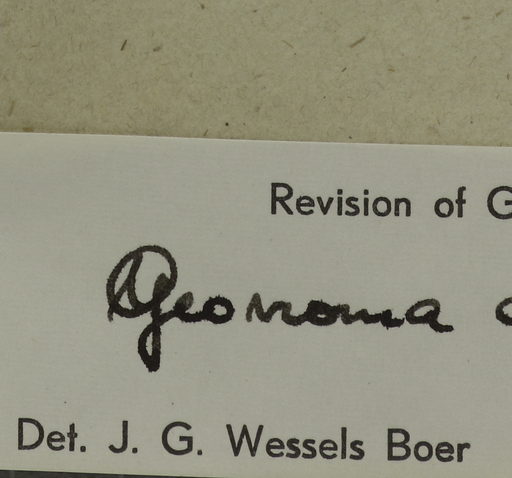 Revision of G
Geonoma
Det. J. G. Wessels Boer